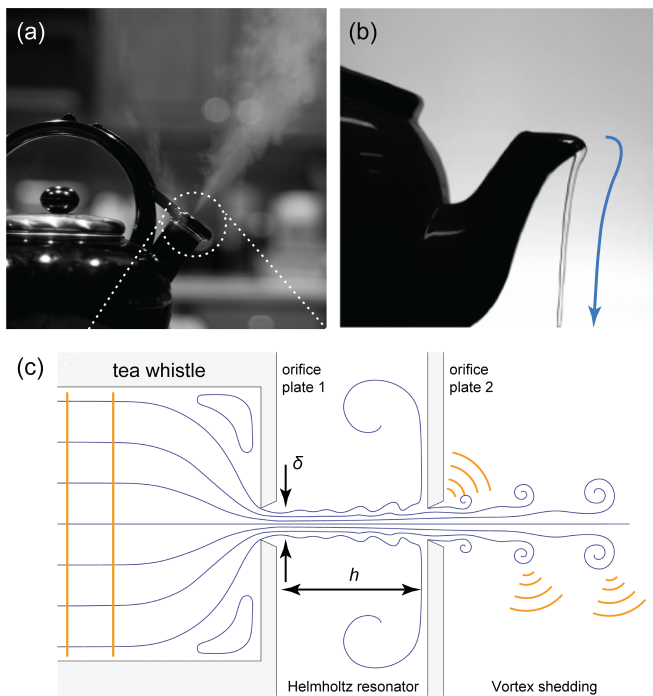 (a)
(b)
(c)
tea whistle
orifice
plate 1
orifice
plate 2
δ
h
Helmholtz resonator
Vortex shedding